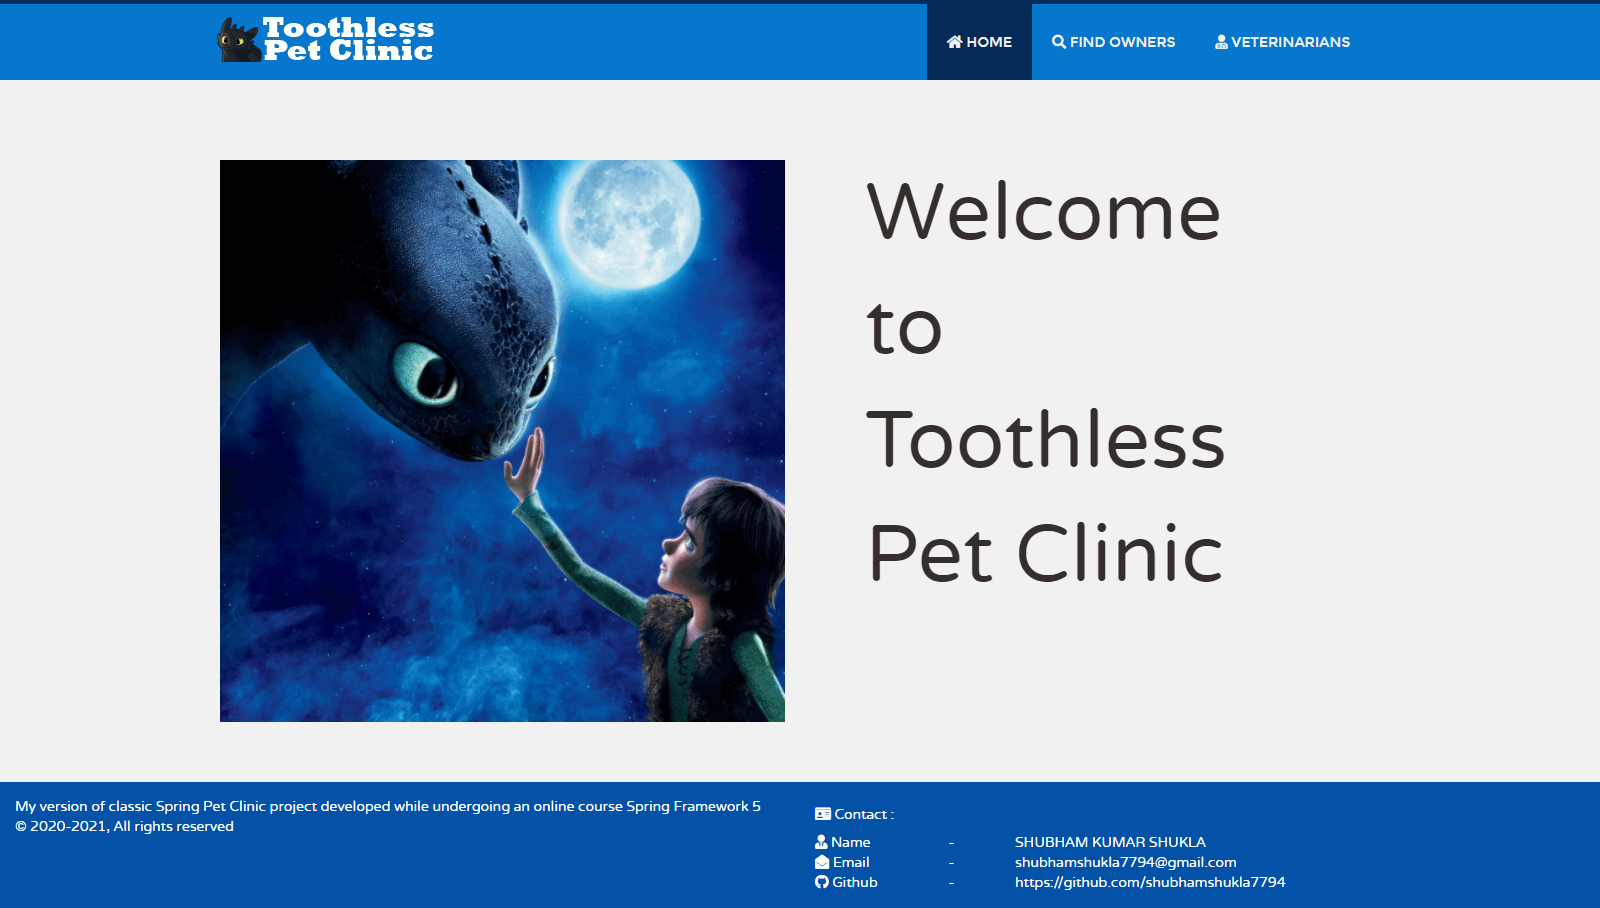 Toothless
Pet Clinic
HOME
FIND OWNERS
VETERINARIANS
Welcome
to
Toothless
Pet Clinic
My version of classic Spring Pet Clinic project developed while undergoing an online course Spring Framework 5
© 2020-2021, All rights reserved
Contact :
Name - SHUBHAM KUMAR SHUKLA
Email - shubhamshukla7794@gmail.com
Github - https://github.com/shubhamshukla7794